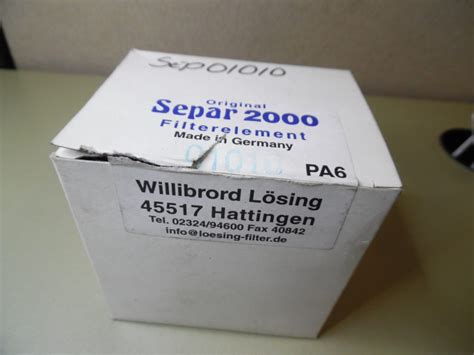 Sep01010
Original
Separ 2000
Filterelement
Made in Germany
01010
PA6
Willibrord Lösing
45517 Hattingen
Tel. 02324/94600 Fax 40842
info@loesing-filter.de